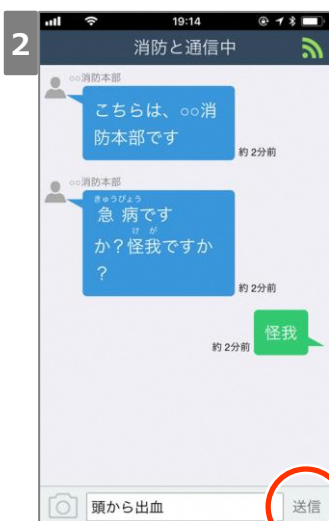 2
19:14
消防と通信中
○○消防本部
こちらは、○○消
防本部です
約 2分前
○○消防本部
きゅうびょう
急 病です
けが
か？怪我ですか
？
約 2分前
怪我
約 2分前
頭から出血
送信